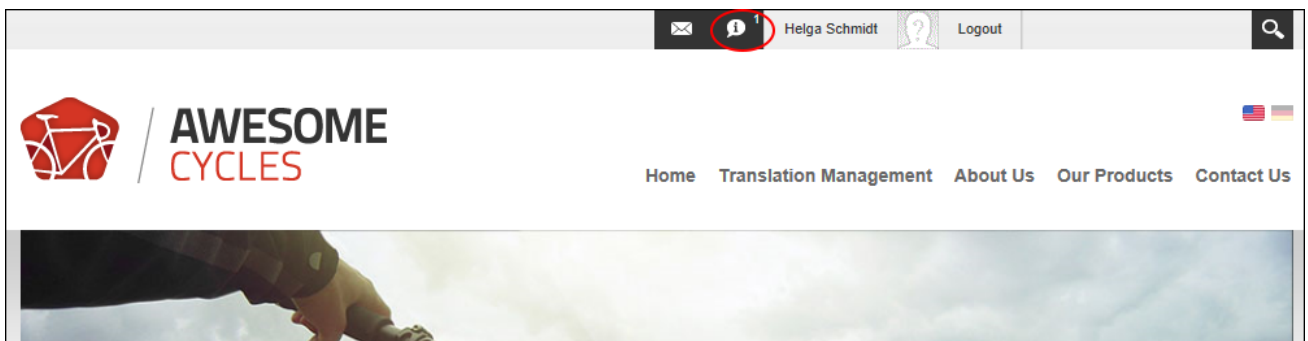 1 Helga Schmidt Logout
AWESOME
CYCLES
Home Translation Management About Us Our Products Contact Us